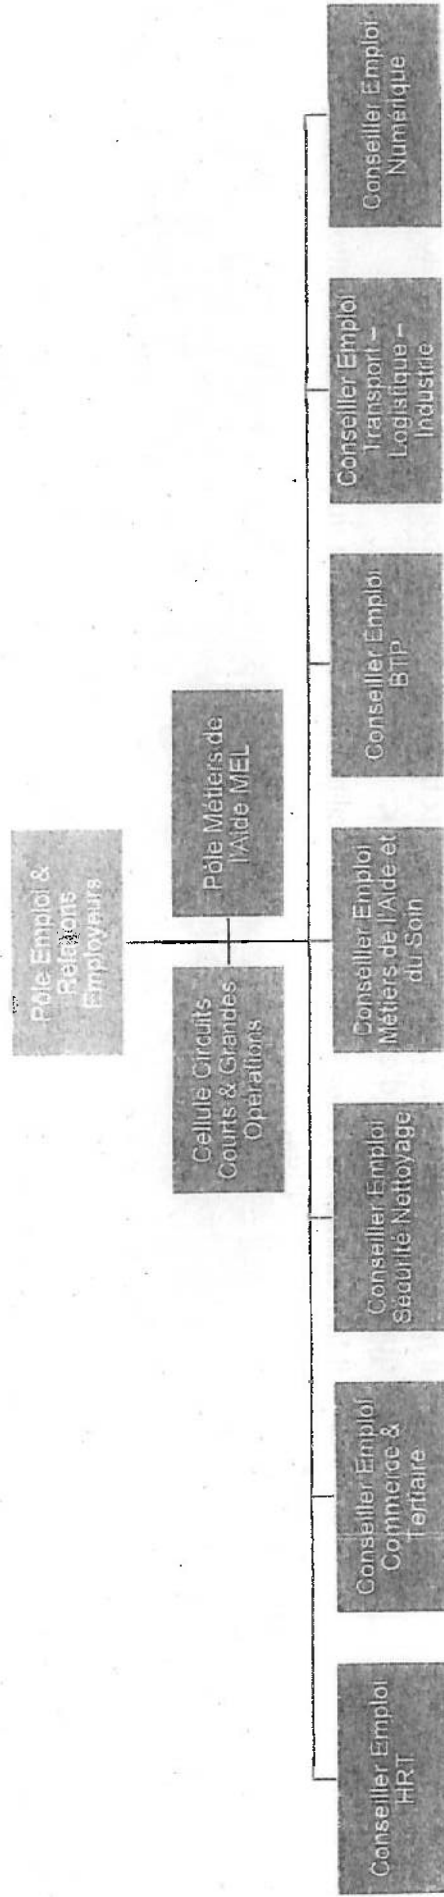 Pôle Emploi &
Relations
Employeurs
Cellule Circuits
Courts & Grandes
Opérations
Pôle Métiers de
l'Aide MEL
Conseiller Emploi
HRT
Conseiller Emploi
Commerce &
Tertiaire
Conseiller Emploi
Sécurité Nettoyage
Conseiller Emploi
Métiers de l'Aide et
du Soin
Conseiller Emploi
BTP
Conseiller Emploi
Transport –
Logistique –
Industrie
Conseiller Emploi
Numérique